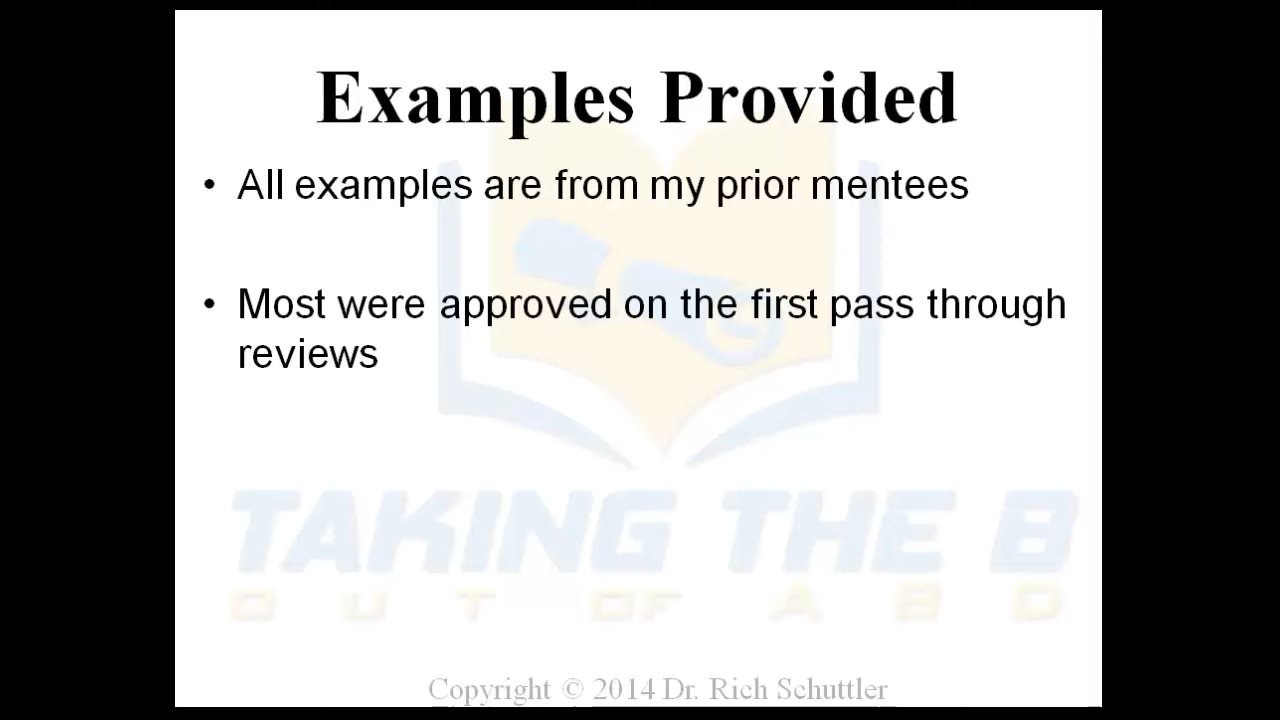 Examples Provided
• All examples are from my prior mentees
• Most were approved on the first pass through
reviews
TAKING THE B
OUT OF ABD
Copyright © 2014 Dr. Rich Schuttler